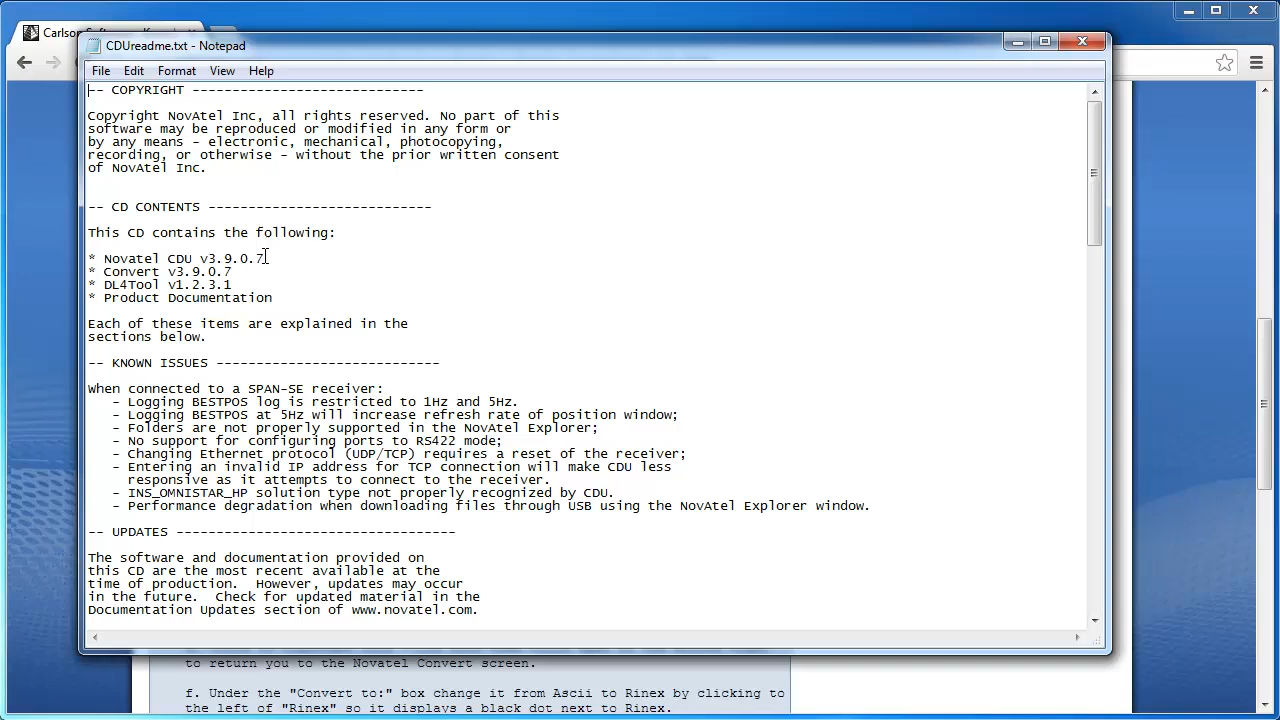 Carlson Software K
CDUreadme.txt - Notepad
File Edit Format View Help
-- COPYRIGHT -----------------------------
Copyright NovAtel Inc, all rights reserved. No part of this
software may be reproduced or modified in any form or
by any means - electronic, mechanical, photocopying,
recording, or otherwise - without the prior written consent
of NovAtel Inc.
-- CD CONTENTS ----------------------------
This CD contains the following:
* Novatel CDU v3.9.0.7
* Convert v3.9.0.7
* DL4Tool v1.2.3.1
* Product Documentation
Each of these items are explained in the
sections below.
-- KNOWN ISSUES ----------------------------
When connected to a SPAN-SE receiver:
- Logging BESTPOS log is restricted to 1Hz and 5Hz.
- Logging BESTPOS at 5Hz will increase refresh rate of position window;
- Folders are not properly supported in the NovAtel Explorer;
- No support for configuring ports to RS422 mode;
- Changing Ethernet protocol (UDP/TCP) requires a reset of the receiver;
- Entering an invalid IP address for TCP connection will make CDU less
responsive as it attempts to connect to the receiver.
- INS_OMNISTAR_HP solution type not properly recognized by CDU.
- Performance degradation when downloading files through USB using the NovAtel Explorer window.
-- UPDATES -----------------------------------
The software and documentation provided on
this CD are the most recent available at the
time of production.  However, updates may occur
in the future.  Check for updated material in the
Documentation Updates section of www.novatel.com.
to return you to the Novatel Convert screen.
f. Under the "Convert to:" box change it from Ascii to Rinex by clicking to
the left of "Rinex" so it displays a black dot next to Rinex.